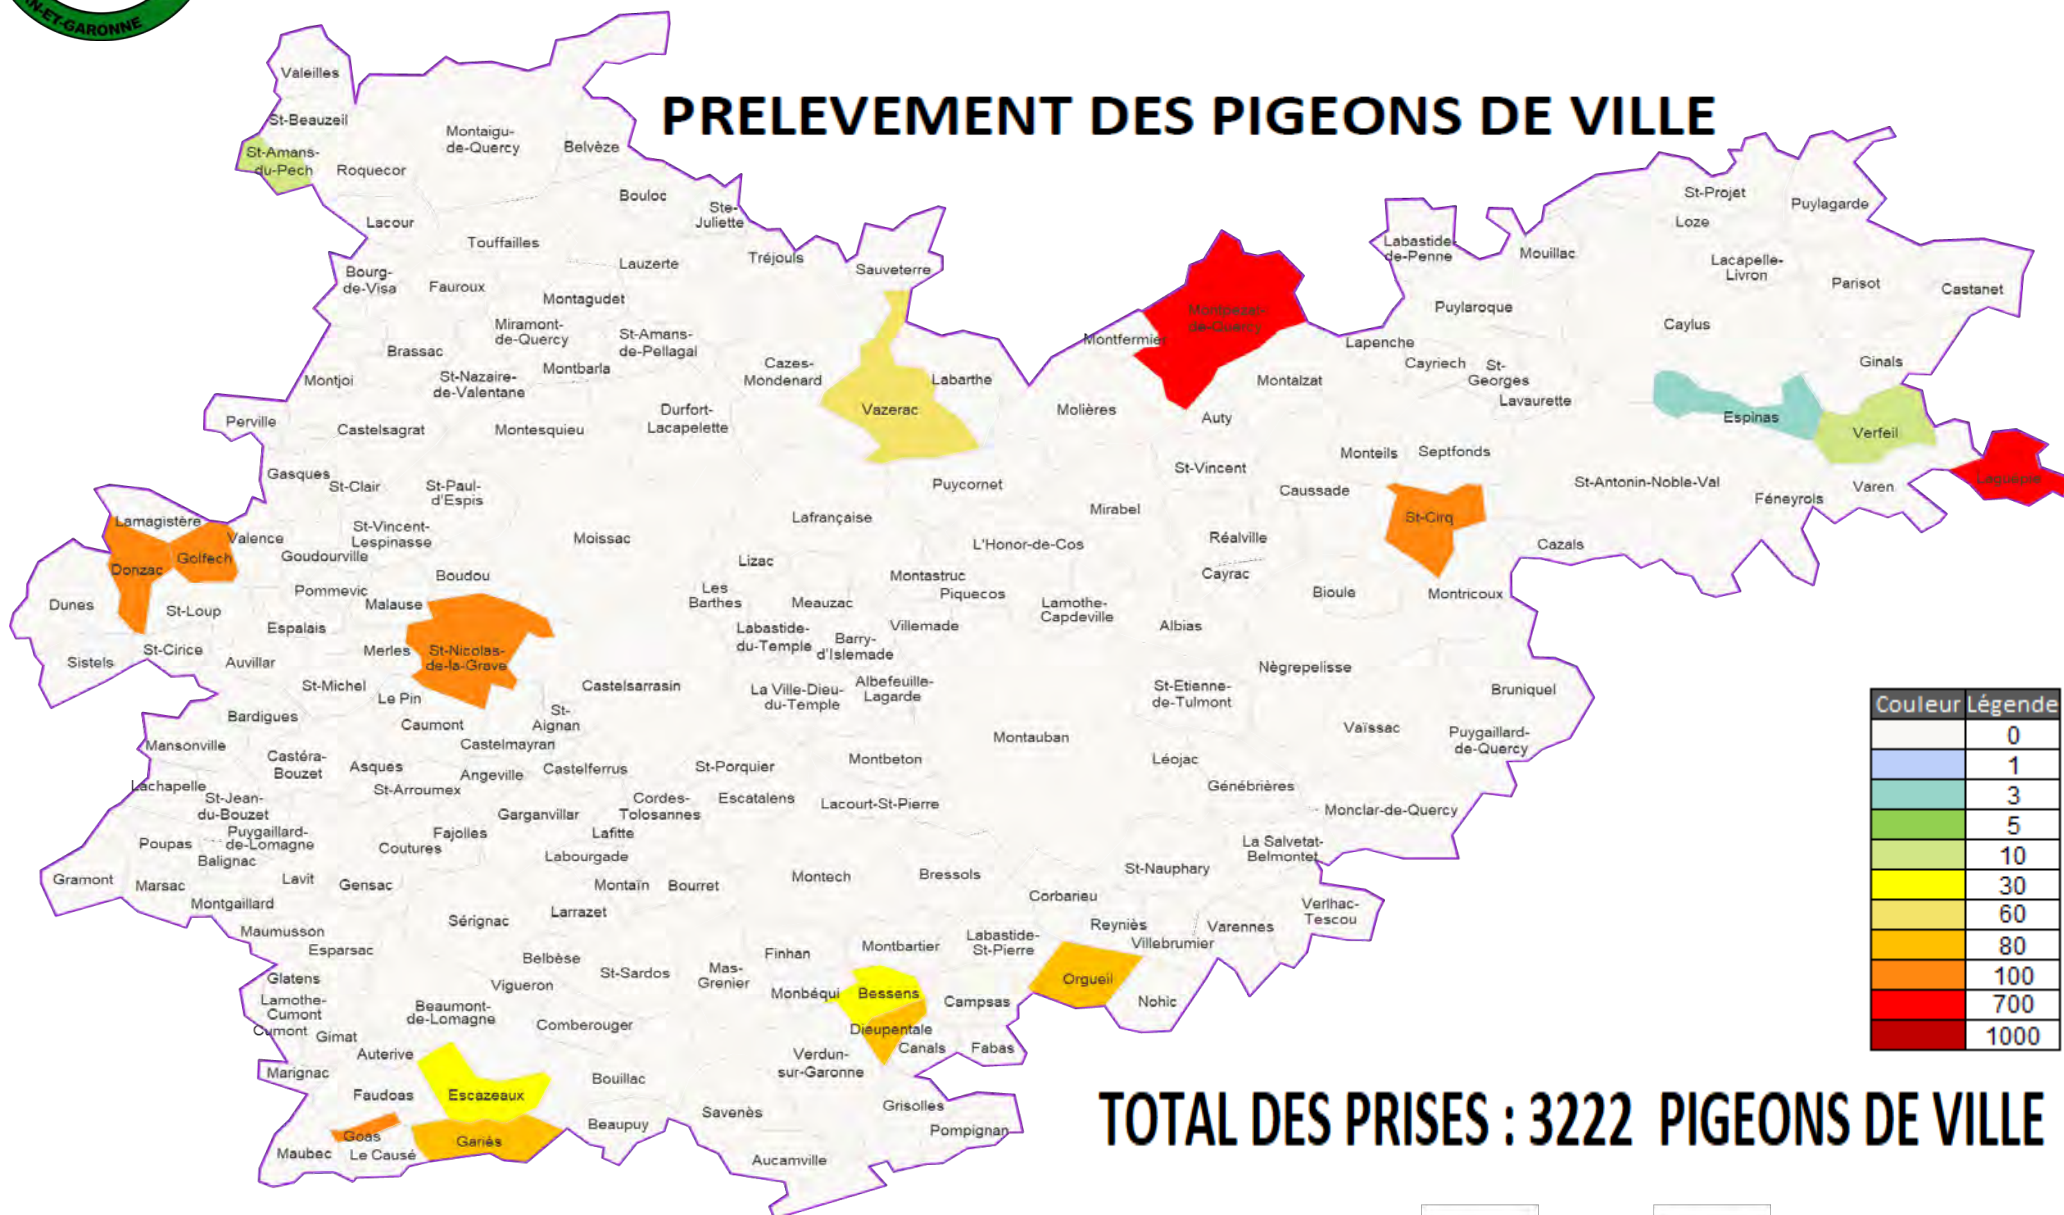 N-ET-GARONNE
PRELEVEMENT DES PIGEONS DE VILLE
Valeilles
St-Beauzeil
St-Amans-
du-Pech
Roquecor
Montaigu-
de-Quercy
Belvèze
Bouloc
Ste-
Juliette
Lacour
Touffailles
Lauzerte
Tréjouls
Sauveterre
Bourg-
de-Visa
Fauroux
Montagudet
Miramont-
de-Quercy
St-Amans-
de-Pellagal
Brassac
Montbarla
Montjoi
St-Nazaire-
de-Valentane
Cazes-
Mondenard
Labarthe
Vazerac
Durfort-
Lacapelette
Perville
Castelsagrat
Montesquieu
Montfermier
Montpezat-
de-Quercy
Molières
Auty
Montalzat
Lapenche
Labastide-
de-Penne
Mouillac
Puylaroque
Cayriech
St-
Georges
Lavaurette
St-Projet
Loze
Puylagarde
Lacapelle-
Livron
Parisot
Castanet
Caylus
Ginals
Espinas
Verfeil
Laguépie
Varen
Féneyrols
St-Antonin-Noble-Val
Monteils
Septfonds
St-Vincent
Caussade
St-Cirq
Cazals
Gasques
St-Clair
St-Paul-
d'Espis
Puycornet
Mirabel
Lafrançaise
L'Honor-de-Cos
Réalville
Cayrac
Lamagistère
Golfech
Valence
Donzac
St-Vincent-
Lespinasse
Goudourville
Moissac
Lizac
Boudou
Pommevic
Malause
Les
Barthes
Meauzac
Montastruc
Piquecos
Lamothe-
Capdeville
Bioule
Montricoux
Dunes
St-Loup
Espalais
Labastide-
du-Temple
Barry-
d'Islemade
Villemade
Albias
Sistels
St-Cirice
Auvillar
Merles
St-Nicolas-
de-la-Grave
Nègrepelisse
St-Michel
Le Pin
Castelsarrasin
La Ville-Dieu-
du-Temple
Albefeuille-
Lagarde
St-Etienne-
de-Tulmont
Bruniquel
Bardigues
Caumont
St-
Aignan
Castelmayran
Montauban
Vaïssac
Puygaillard-
de-Quercy
Mansonville
Castéra-
Bouzet
Asques
Angeville
Castelferrus
St-Porquier
Montbeton
Léojac
Lachapelle
St-Jean-
du-Bouzet
St-Arroumex
Cordes-
Tolosannes
Escatalens
Lacourt-St-Pierre
Génébrières
Monclar-de-Quercy
Garganvillar
Lafitte
Poupas
Puygaillard-
de-Lomagne
Balignac
Coutures
Fajolles
Labourgade
La Salvetat-
Belmontet
Gramont
Marsac
Lavit
Gensac
Montaïn
Bourret
Montech
Bressols
St-Nauphary
Montgaillard
Sérignac
Larrazet
Corbarieu
Verlhac-
Tescou
Maumusson
Esparsac
Reyniès
Varennes
Villebrumier
Labastide-
St-Pierre
Montbartier
Finhan
Belbèse
St-Sardos
Mas-
Grenier
Orgueil
Nohic
Glatens
Vigueron
Monbéqui
Bessens
Campsas
Lamothe-
Cumont
Cumont
Beaumont-
de-Lomagne
Comberouger
Dieupentale
Canals
Fabas
Gimat
Auterive
Verdun-
sur-Garonne
Marignac
Faudoas
Escazeaux
Bouillac
Savenès
Grisolles
Pompignan
Goas
Gariès
Beaupuy
Maubec
Le Causé
Aucamville
Couleur Légende
0
1
3
5
10
30
60
80
100
700
1000
TOTAL DES PRISES : 3222 PIGEONS DE VILLE